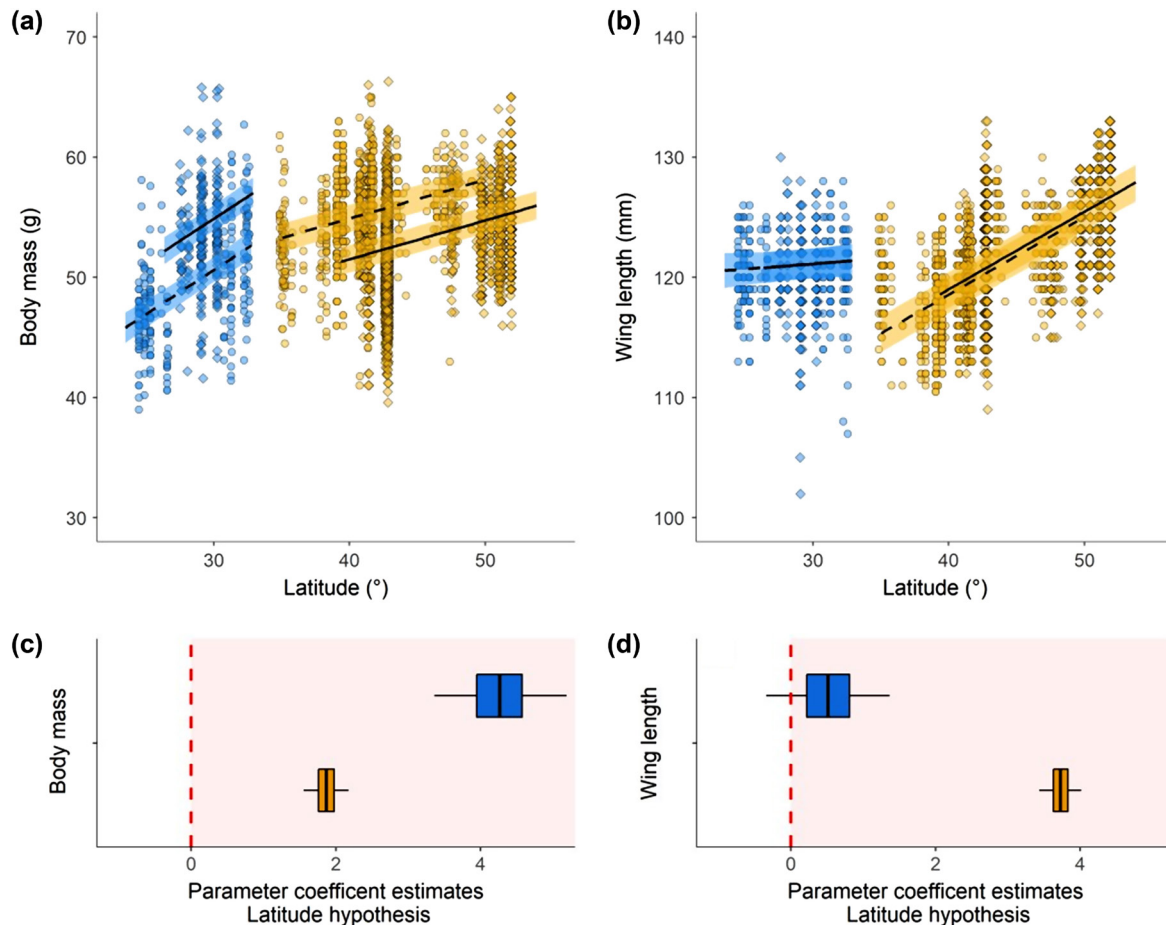 (a)
70
60
50
40
30
Body mass (g)
30
40
50
Latitude (°)
(b)
140
130
120
110
100
Wing length (mm)
30
40
50
Latitude (°)
(c)
Body mass
0
2
4
Parameter coefficent estimates
Latitude hypothesis
(d)
Wing length
0
2
4
Parameter coefficent estimates
Latitude hypothesis